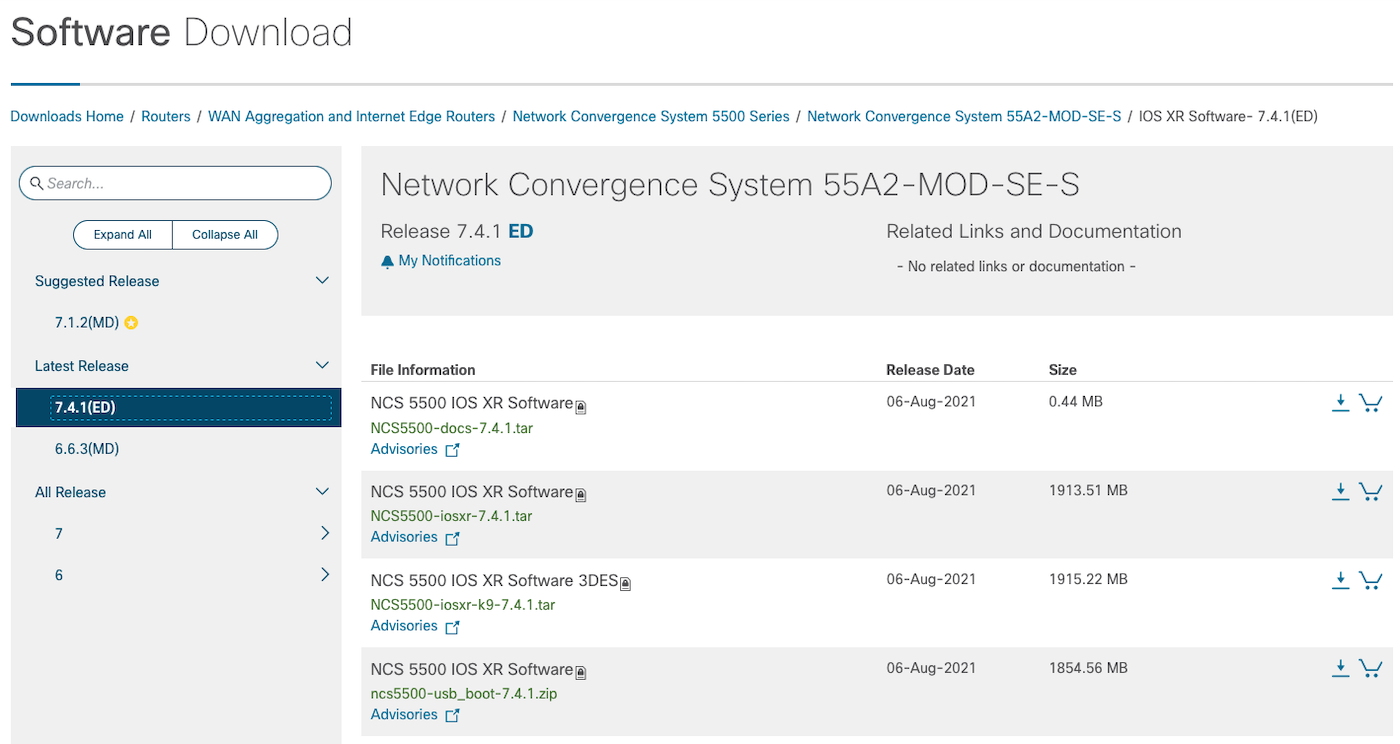 Software Download
Downloads Home / Routers / WAN Aggregation and Internet Edge Routers / Network Convergence System 5500 Series / Network Convergence System 55A2-MOD-SE-S / IOS XR Software- 7.4.1(ED)
Search...
Expand All
Collapse All
Suggested Release
7.1.2(MD)
Latest Release
7.4.1(ED)
6.6.3(MD)
All Release
7
6
Network Convergence System 55A2-MOD-SE-S
Release 7.4.1 ED
My Notifications
Related Links and Documentation
- No related links or documentation -
File Information Release Date Size
NCS 5500 IOS XR Software 06-Aug-2021 0.44 MB
NCS5500-docs-7.4.1.tar
Advisories
NCS 5500 IOS XR Software 06-Aug-2021 1913.51 MB
NCS5500-iosxr-7.4.1.tar
Advisories
NCS 5500 IOS XR Software 3DES 06-Aug-2021 1915.22 MB
NCS5500-iosxr-k9-7.4.1.tar
Advisories
NCS 5500 IOS XR Software 06-Aug-2021 1854.56 MB
ncs5500-usb_boot-7.4.1.zip
Advisories